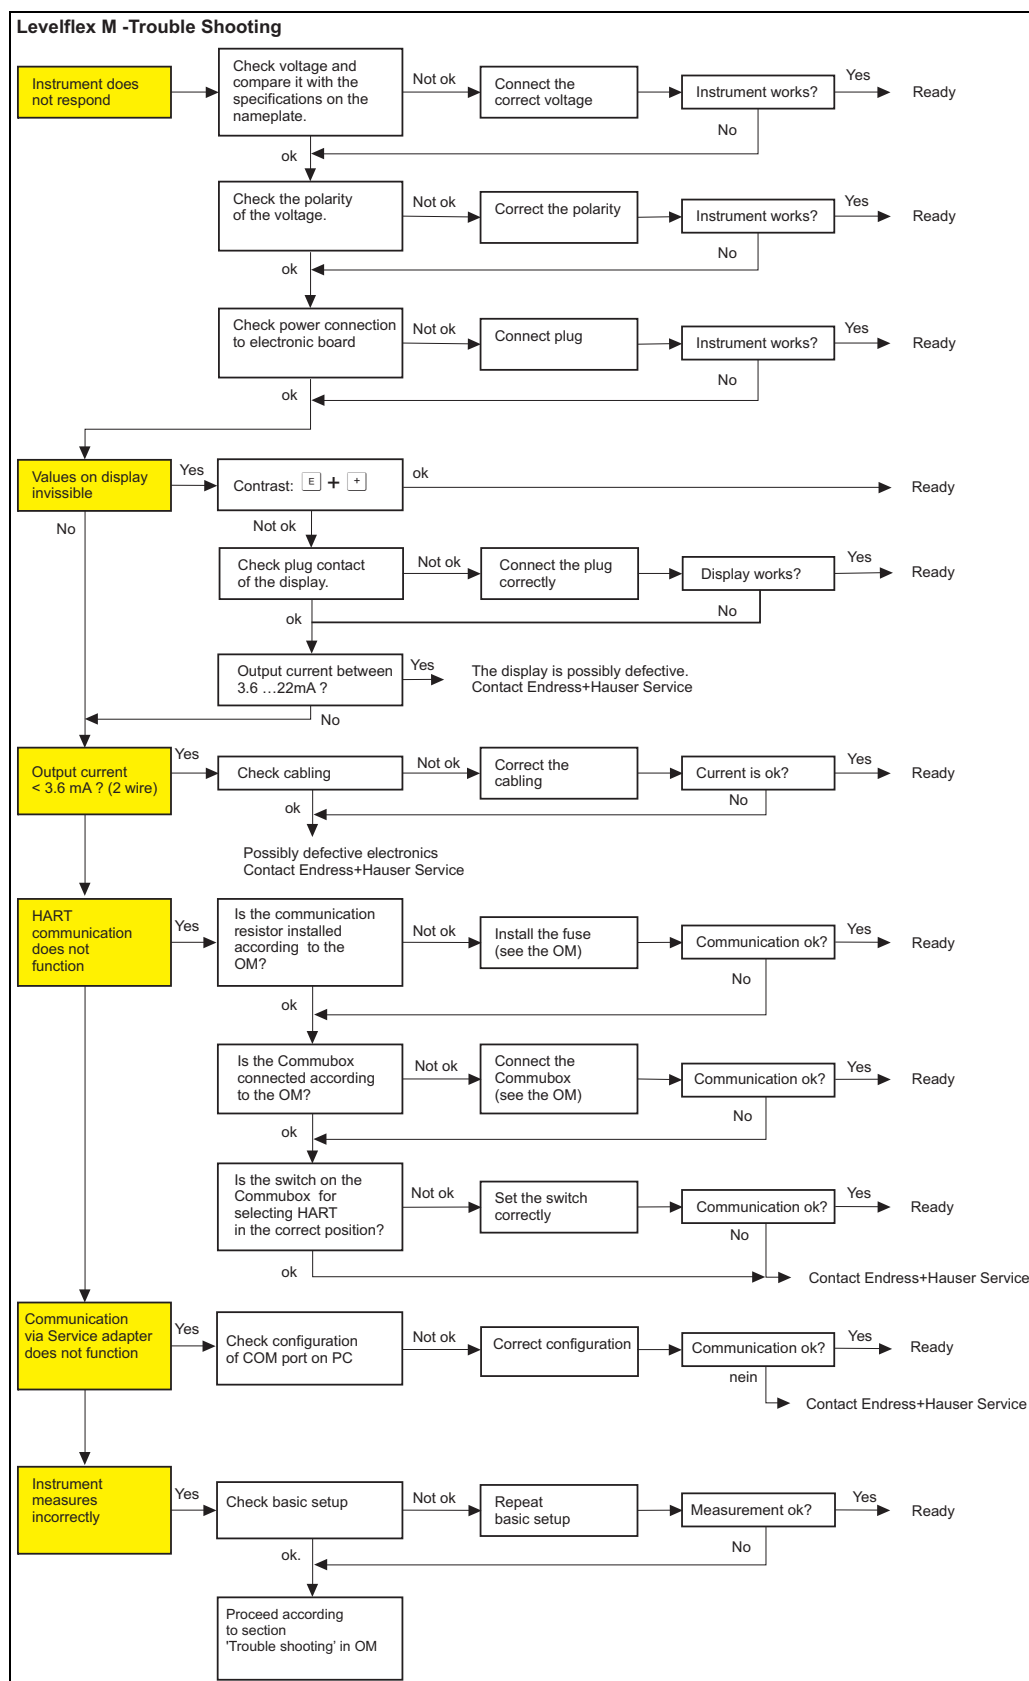 Levelflex M -Trouble Shooting
Instrument does
not respond
Check voltage and
compare it with the
specifications on the
nameplate.
Not ok
Connect the
correct voltage
Instrument works?
Yes
Ready
No
ok
Check the polarity
of the voltage.
Not ok
Correct the polarity
Instrument works?
Yes
Ready
No
ok
Check power connection
to electronic board
Not ok
Connect plug
Instrument works?
Yes
Ready
No
ok
Values on display
invissible
Yes
Contrast: E + +
ok
Ready
No
Not ok
Check plug contact
of the display.
Not ok
Connect the plug
correctly
Display works?
Yes
Ready
No
ok
Output current between
3.6 ...22mA ?
Yes
The display is possibly defective.
Contact Endress+Hauser Service
No
Output current
< 3.6 mA ? (2 wire)
Yes
Check cabling
Not ok
Correct the
cabling
Current is ok?
Yes
Ready
No
ok
Possibly defective electronics
Contact Endress+Hauser Service
HART
communication
does not
function
Yes
Is the communication
resistor installed
according to the
OM?
Not ok
Install the fuse
(see the OM)
Communication ok?
Yes
Ready
No
ok
Is the Commubox
connected according
to the OM?
Not ok
Connect the
Commubox
(see the OM)
Communication ok?
Yes
Ready
No
ok
Is the switch on the
Commubox for
selecting HART
in the correct position?
Not ok
Set the switch
correctly
Communication ok?
Yes
Ready
No
ok
Contact Endress+Hauser Service
Communication
via Service adapter
does not function
Yes
Check configuration
of COM port on PC
Not ok
Correct configuration
Communication ok?
Yes
Ready
nein
Contact Endress+Hauser Service
Instrument
measures
incorrectly
Yes
Check basic setup
Not ok
Repeat
basic setup
Measurement ok?
Yes
Ready
No
ok.
Proceed according
to section
'Trouble shooting' in OM